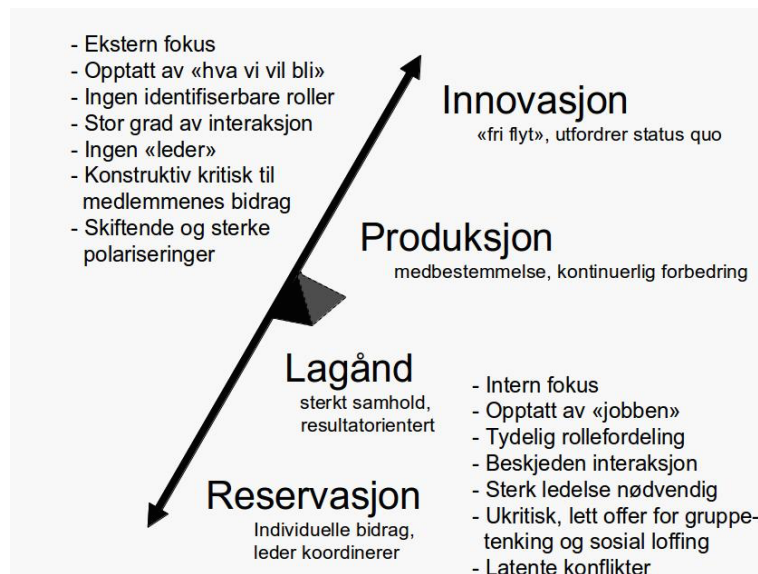 - Ekstern fokus
- Opptatt av «hva vi vil bli»
- Ingen identifiserbare roller
- Stor grad av interaksjon
- Ingen «leder»
- Konstruktiv kritisk til
medlemmenes bidrag
- Skiftende og sterke
polariseringer
Innovasjon
«fri flyt», utfordrer status quo
Produksjon
medbestemmelse, kontinuerlig forbedring
Lagånd
sterkt samhold,
resultatorientert
Reservasjon
Individuelle bidrag,
leder koordinerer
- Intern fokus
- Opptatt av «jobben»
- Tydelig rollefordeling
- Beskjeden interaksjon
- Sterk ledelse nødvendig
- Ukritisk, lett offer for gruppe-
tenking og sosial loffing
- Latente konflikter